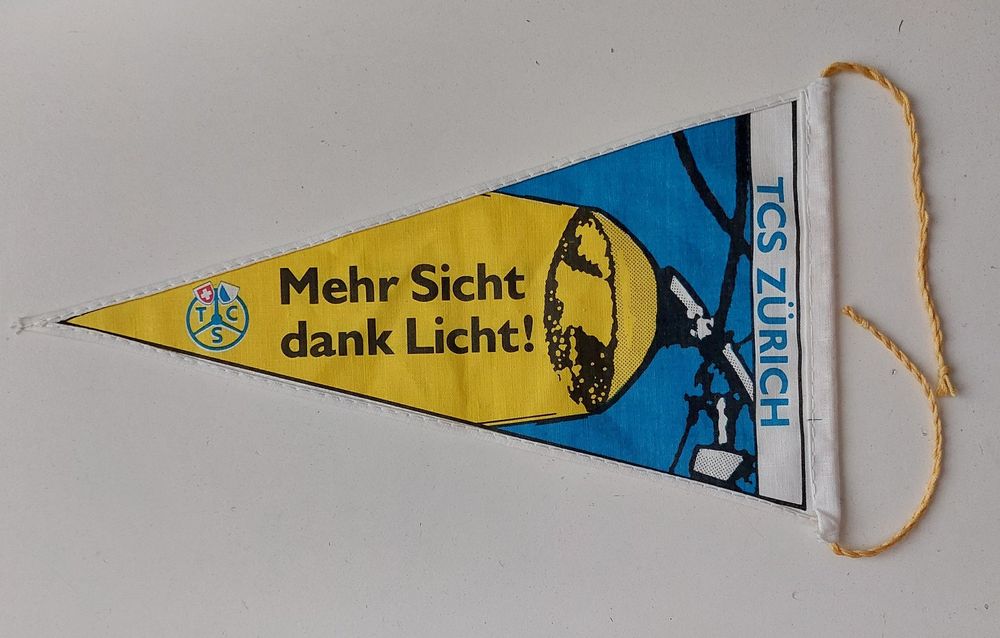 Mehr Sicht
dank Licht!
TCS
TCS ZÜRICH